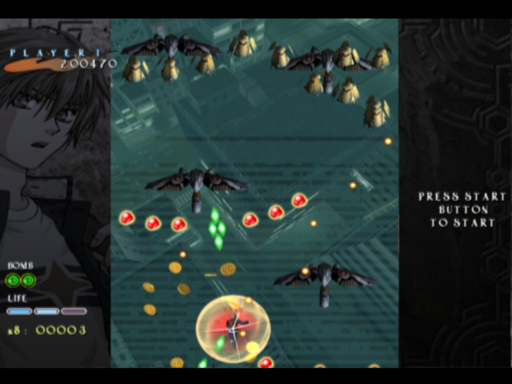 PLAYER 1
200470
PRESS START
BUTTON
TO START
BOMB
LIFE
x8: 00003